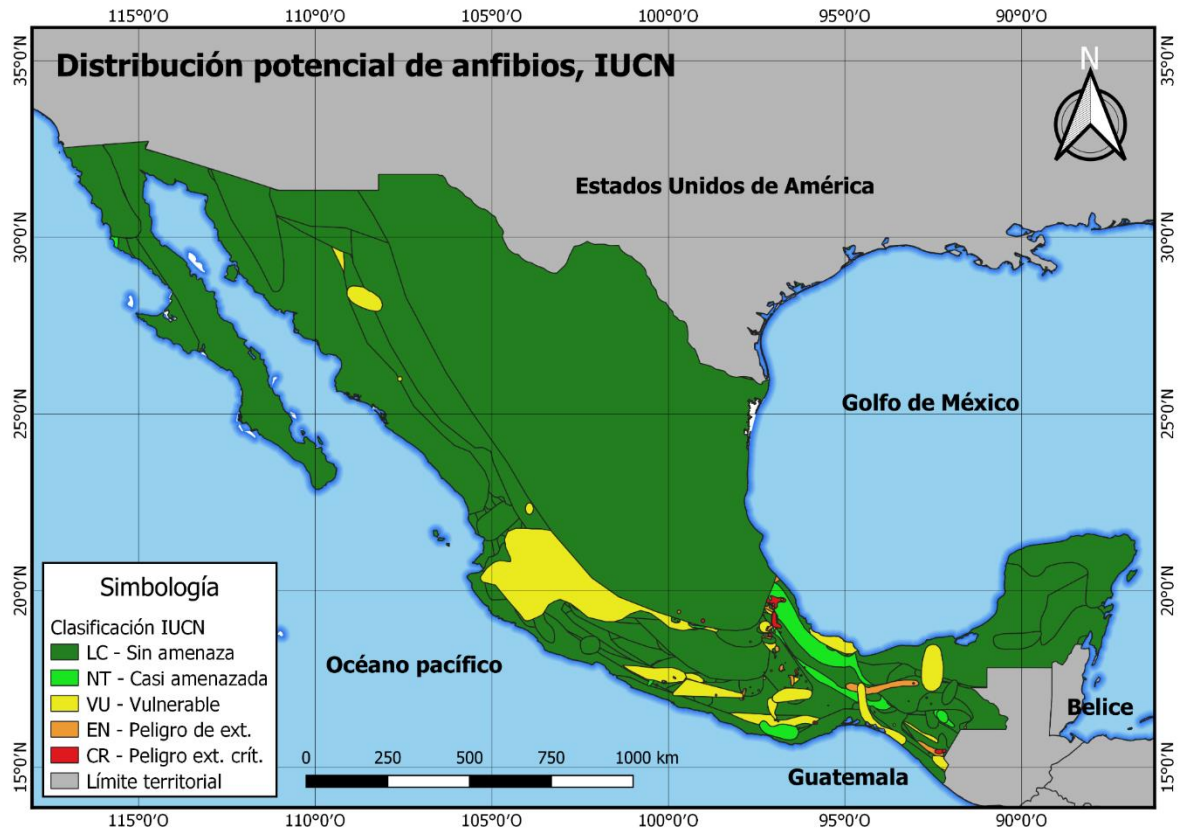 115°0'O 110°0'O 105°0'O 100°0'O 95°0'O 90°0'O
Distribución potencial de anfibios, IUCN
N
35°0'N 35°0'N
Estados Unidos de América
30°0'N 30°0'N
Golfo de México
25°0'N 25°0'N
20°0'N 20°0'N
Simbología
Clasificación IUCN
LC - Sin amenaza
NT - Casi amenazada
VU - Vulnerable
EN - Peligro de ext.
CR - Peligro ext. crít.
Límite territorial
Océano pacífico
Belice
0 250 500 750 1000 km
Guatemala
15°0'N 15°0'N
115°0'O 110°0'O 105°0'O 100°0'O 95°0'O 90°0'O